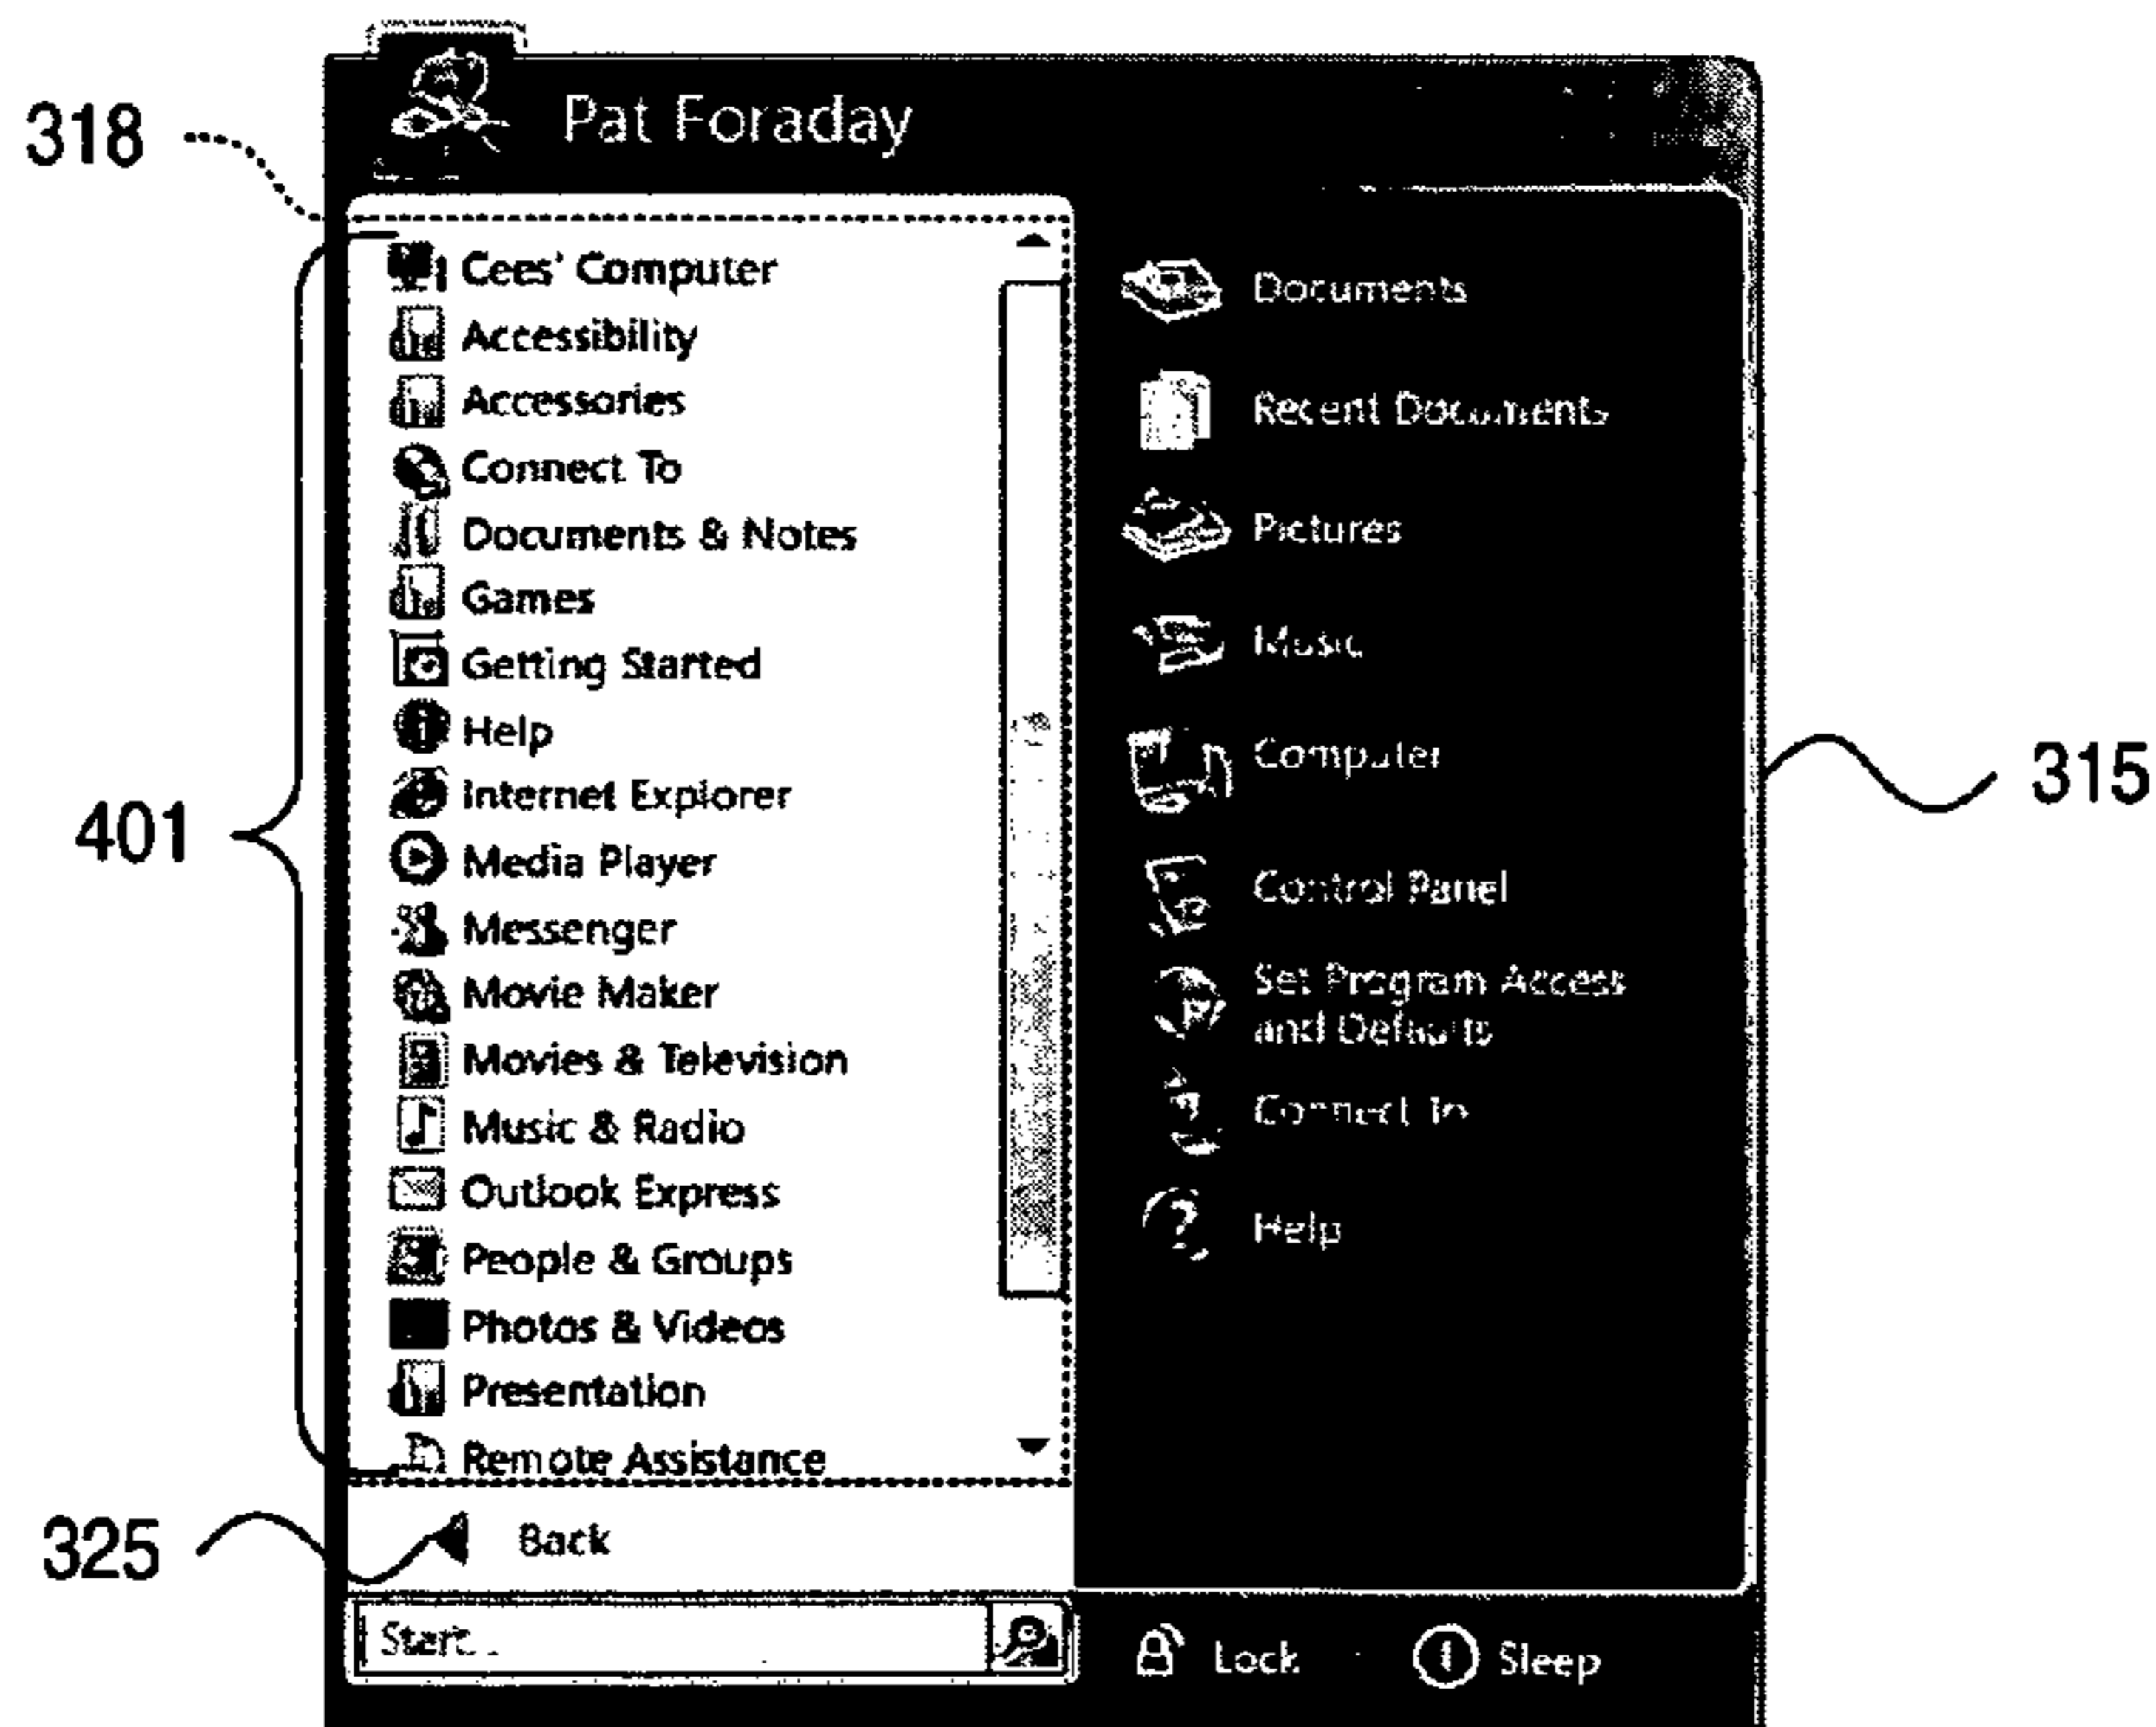 318
Pat Foraday
Cees' Computer
Accessibility
Accessories
Connect To
Documents & Notes
Games
Getting Started
Help
Internet Explorer
Media Player
Messenger
Movie Maker
Movies & Television
Music & Radio
Outlook Express
People & Groups
Photos & Videos
Presentation
Remote Assistance
Back
Start...
401
325
Documents
Recent Documents
Pictures
Music
Computer
Control Panel
Set Program Access
and Defaults
Connect To
Help
Lock
Sleep
315